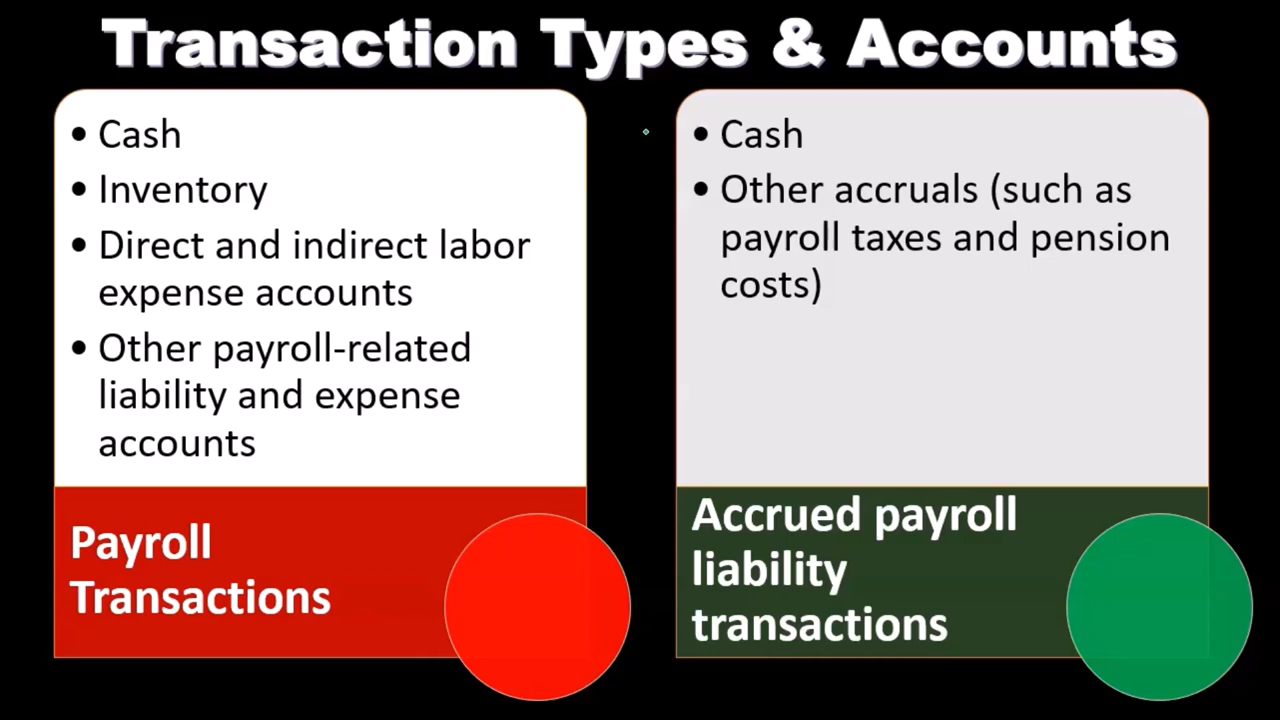 Transaction Types & Accounts
• Cash
• Inventory
• Direct and indirect labor
expense accounts
• Other payroll-related
liability and expense
accounts
Payroll
Transactions
• Cash
• Other accruals (such as
payroll taxes and pension
costs)
Accrued payroll
liability
transactions